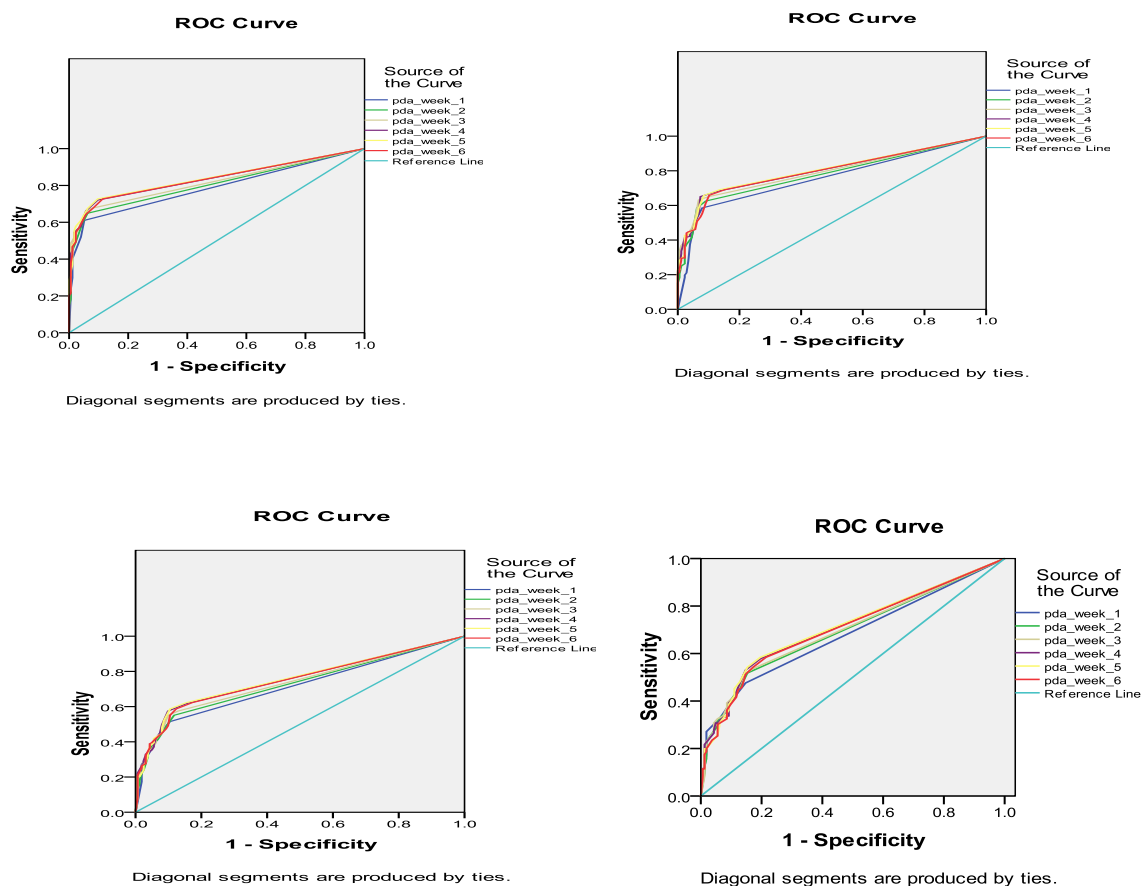 ROC Curve
Source of
the Curve
pda_week_1
pda_week_2
pda_week_3
pda_week_4
pda_week_5
pda_week_6
Reference Line
1.0
0.8
0.6
0.4
0.2
0.0
Sensitivity
0.0 0.2 0.4 0.6 0.8 1.0
1 - Specificity
Diagonal segments are produced by ties.
ROC Curve
Source of
the Curve
pda_week_1
pda_week_2
pda_week_3
pda_week_4
pda_week_5
pda_week_6
Reference Line
1.0
0.8
0.6
0.4
0.2
0.0
Sensitivity
0.0 0.2 0.4 0.6 0.8 1.0
1 - Specificity
Diagonal segments are produced by ties.
ROC Curve
Source of
the Curve
pda_week_1
pda_week_2
pda_week_3
pda_week_4
pda_week_5
pda_week_6
Reference Line
1.0
0.8
0.6
0.4
0.2
0.0
Sensitivity
0.0 0.2 0.4 0.6 0.8 1.0
1 - Specificity
Diagonal segments are produced by ties.
ROC Curve
Source of
the Curve
pda_week_1
pda_week_2
pda_week_3
pda_week_4
pda_week_5
pda_week_6
Reference Line
1.0
0.8
0.6
0.4
0.2
0.0
Sensitivity
0.0 0.2 0.4 0.6 0.8 1.0
1 - Specificity
Diagonal segments are produced by ties.